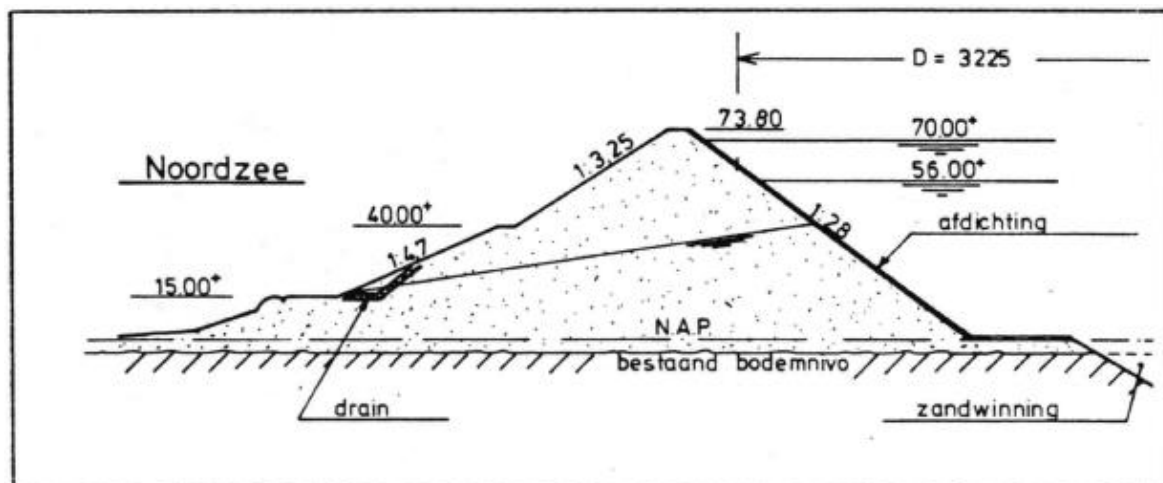 D = 3225
73.80
70.00+
Noordzee
1:3,25
56.00+
40.00+
1:4,7
1:28
afdichting
15.00+
N.A.P.
bestaand bodemnivo
drain
zandwinning